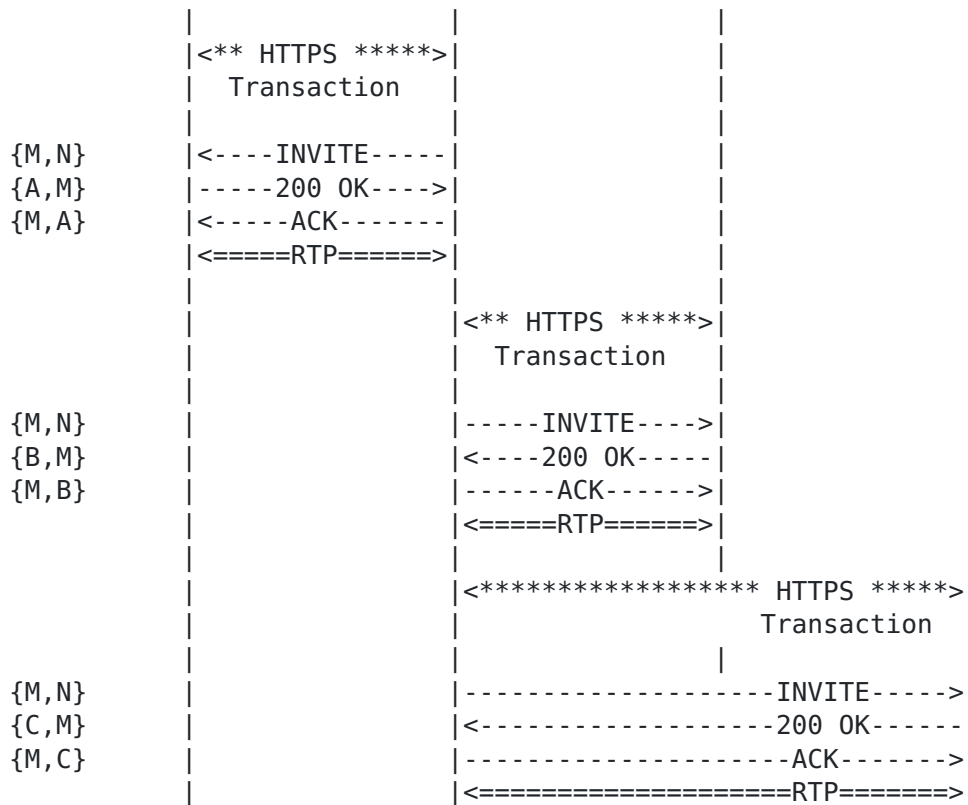 |                |                |
            |<** HTTPS *****>|                |
            |  Transaction   |                |
            |                |                |
{M,N}       |<----INVITE-----|                |
{A,M}       |-----200 OK---->|                |
{M,A}       |<-----ACK-------|                |
            |<=====RTP======>|                |
            |                |                |
            |                |<** HTTPS *****>|
            |                |  Transaction   |
            |                |                |
{M,N}       |                |-----INVITE---->|
{B,M}       |                |<----200 OK-----|
{M,B}       |                |------ACK------>|
            |                |<=====RTP======>|
            |                |                |
            |                |<****************** HTTPS *****>
            |                |                   Transaction
            |                |                |
{M,N}       |                |--------------------INVITE----->
{C,M}       |                |<-------------------200 OK------
{M,C}       |                |---------------------ACK------->
            |                |<====================RTP=======>